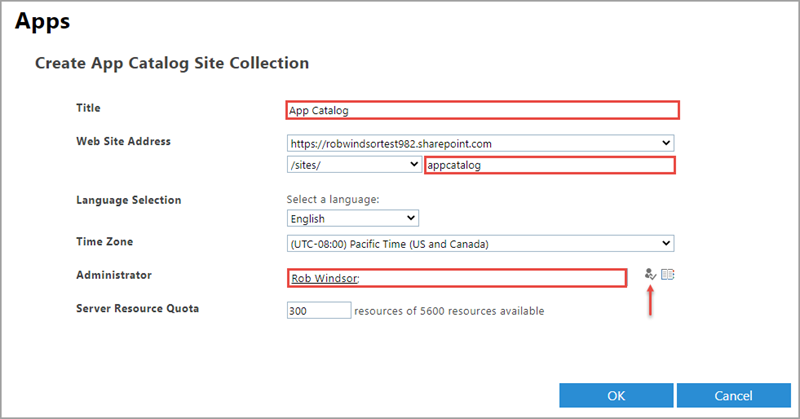 Apps
Create App Catalog Site Collection
Title App Catalog
Web Site Address https://robwindsortest982.sharepoint.com
/sites/ appcatalog
Language Selection Select a language:
English
Time Zone (UTC-08:00) Pacific Time (US and Canada)
Administrator Rob Windsor;
Server Resource Quota 300 resources of 5600 resources available
OK Cancel